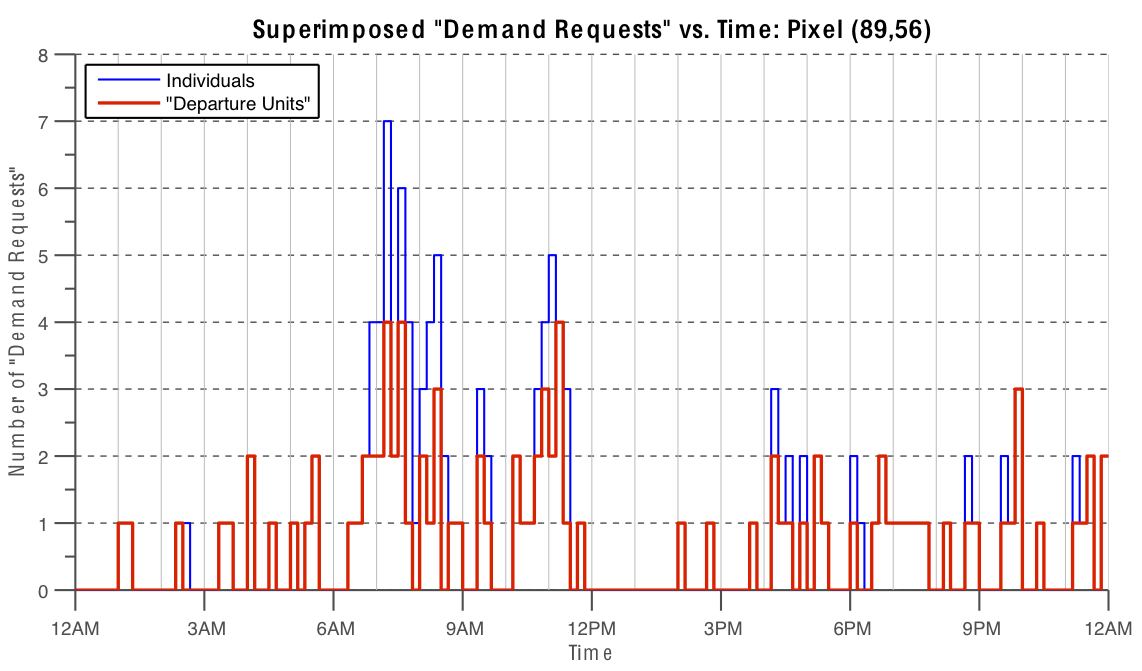 Superimposed "Demand Requests" vs. Time: Pixel (89,56)
Individuals
"Departure Units"
Number of "Demand Requests"
8
7
6
5
4
3
2
1
0
12AM 3AM 6AM 9AM 12PM 3PM 6PM 9PM 12AM
Time